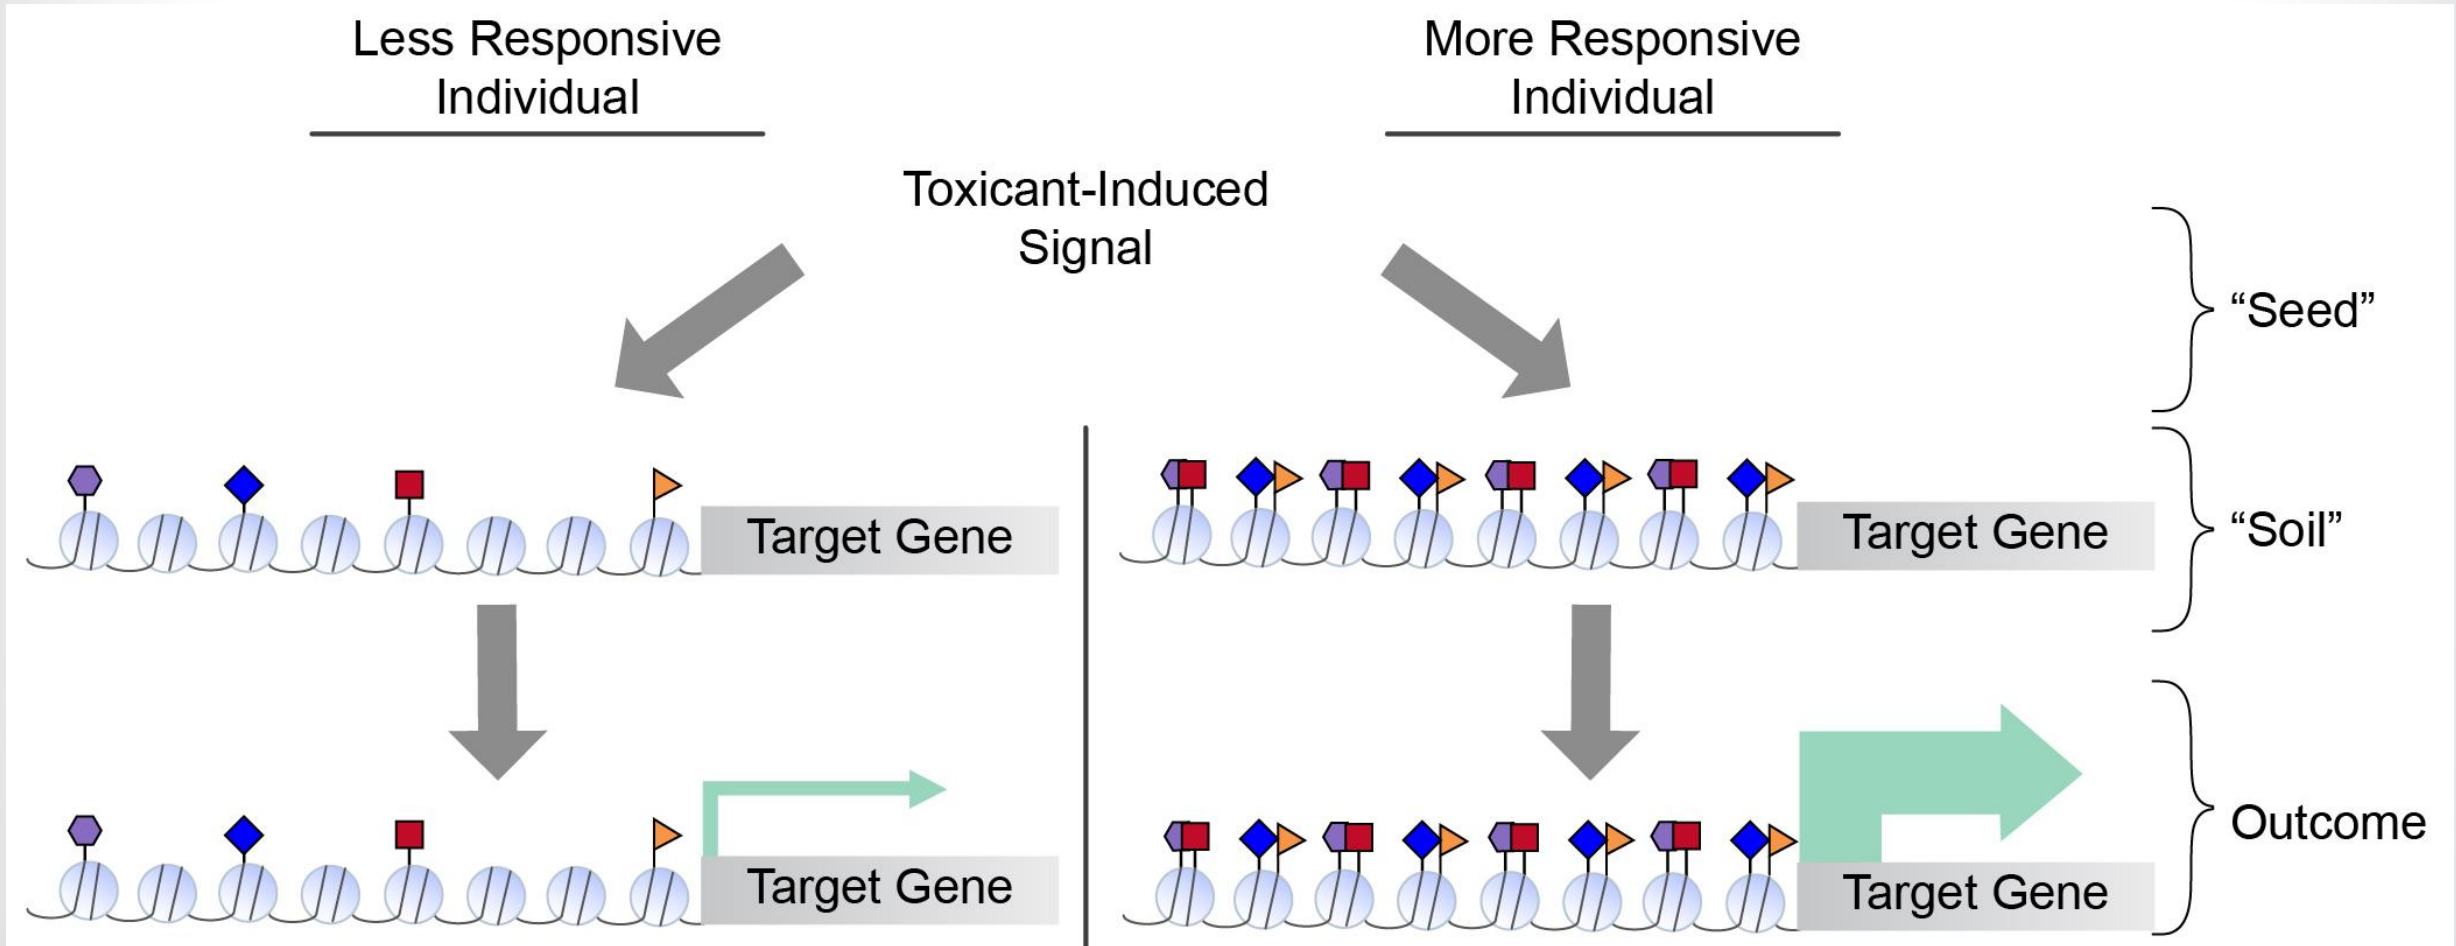 Less Responsive
Individual
More Responsive
Individual
Toxicant-Induced
Signal
“Seed”
Target Gene
Target Gene
“Soil”
Target Gene
Target Gene
Outcome